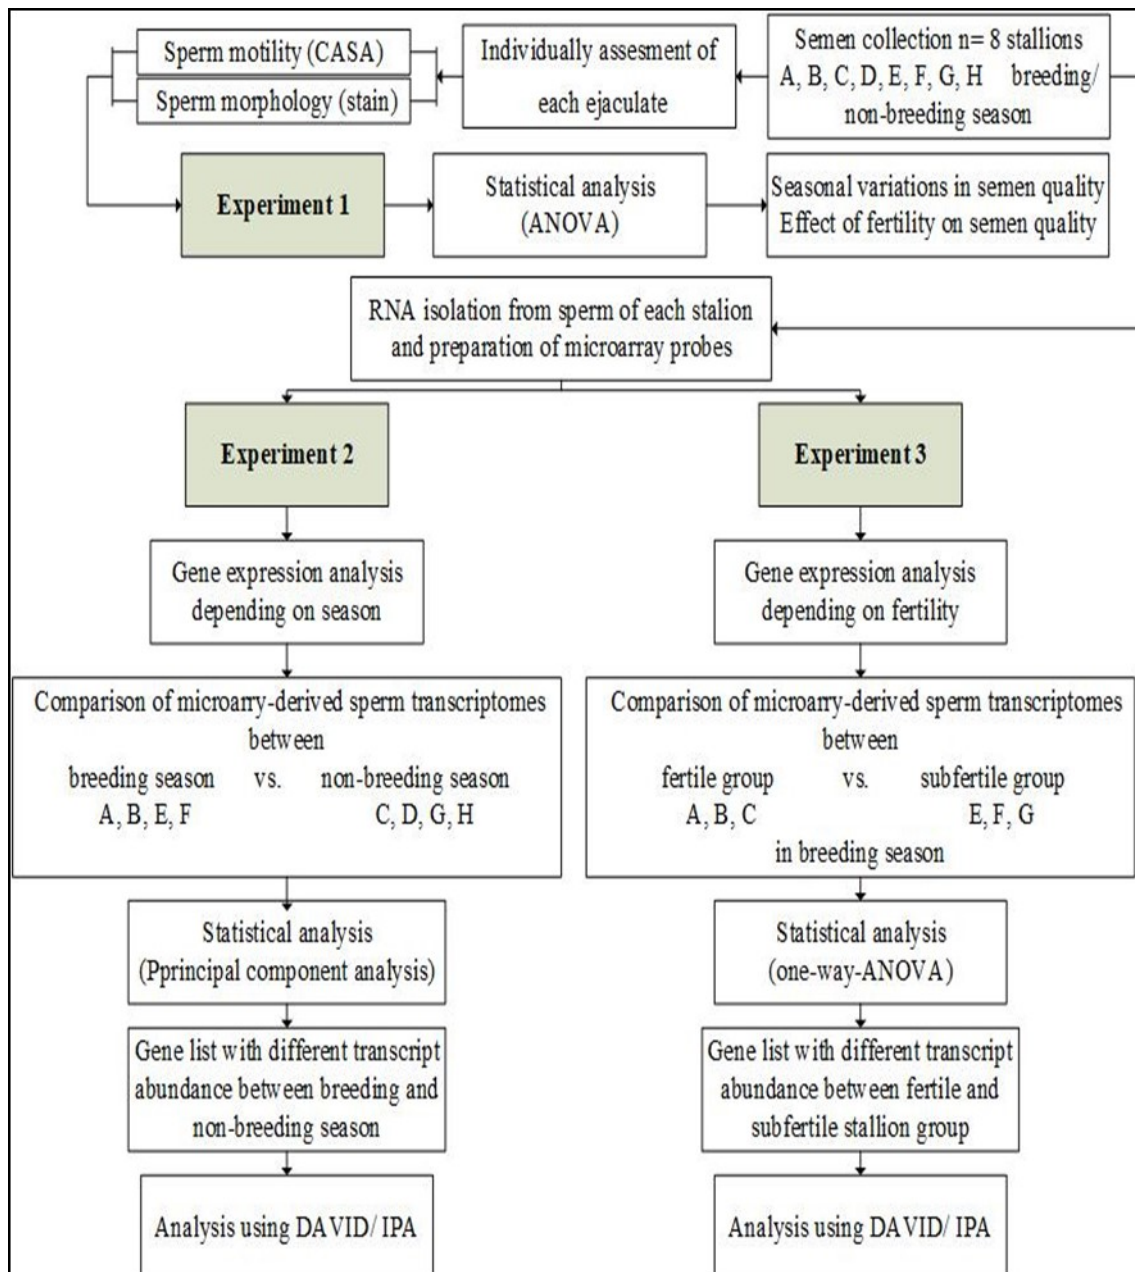 Semen collection n= 8 stallions
A, B, C, D, E, F, G, H breeding/
non-breeding season
Individually assesment of
each ejaculate
Sperm motility (CASA)
Sperm morphology (stain)
Experiment 1
Statistical analysis
(ANOVA)
Seasonal variations in semen quality
Effect of fertility on semen quality
RNA isolation from sperm of each stalion
and preparation of microarray probes
Experiment 2
Gene expression analysis
depending on season
Comparison of microarry-derived sperm transcriptomes
between
breeding season vs. non-breeding season
A, B, E, F C, D, G, H
Statistical analysis
(Pprincipal component analysis)
Gene list with different transcript
abundance between breeding and
non-breeding season
Analysis using DAVID/ IPA
Experiment 3
Gene expression analysis
depending on fertility
Comparison of microarry-derived sperm transcriptomes
between
fertile group vs. subfertile group
A, B, C E, F, G
in breeding season
Statistical analysis
(one-way-ANOVA)
Gene list with different transcript
abundance between fertile and
subfertile stallion group
Analysis using DAVID/ IPA